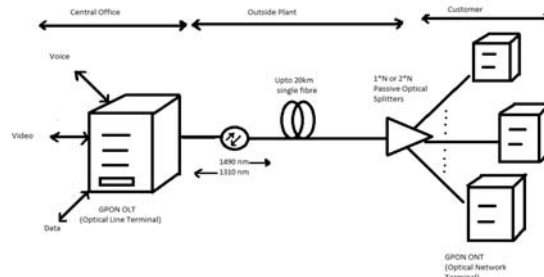 Central Office
Outside Plant
Customer
Voice
Video
Data
GPON OLT
(Optical Line Terminal)
Upto 20km
single fibre
1490 nm
1310 nm
1*N or 2*N
Passive Optical
Splitters
GPON ONT
(Optical Network
Terminal)